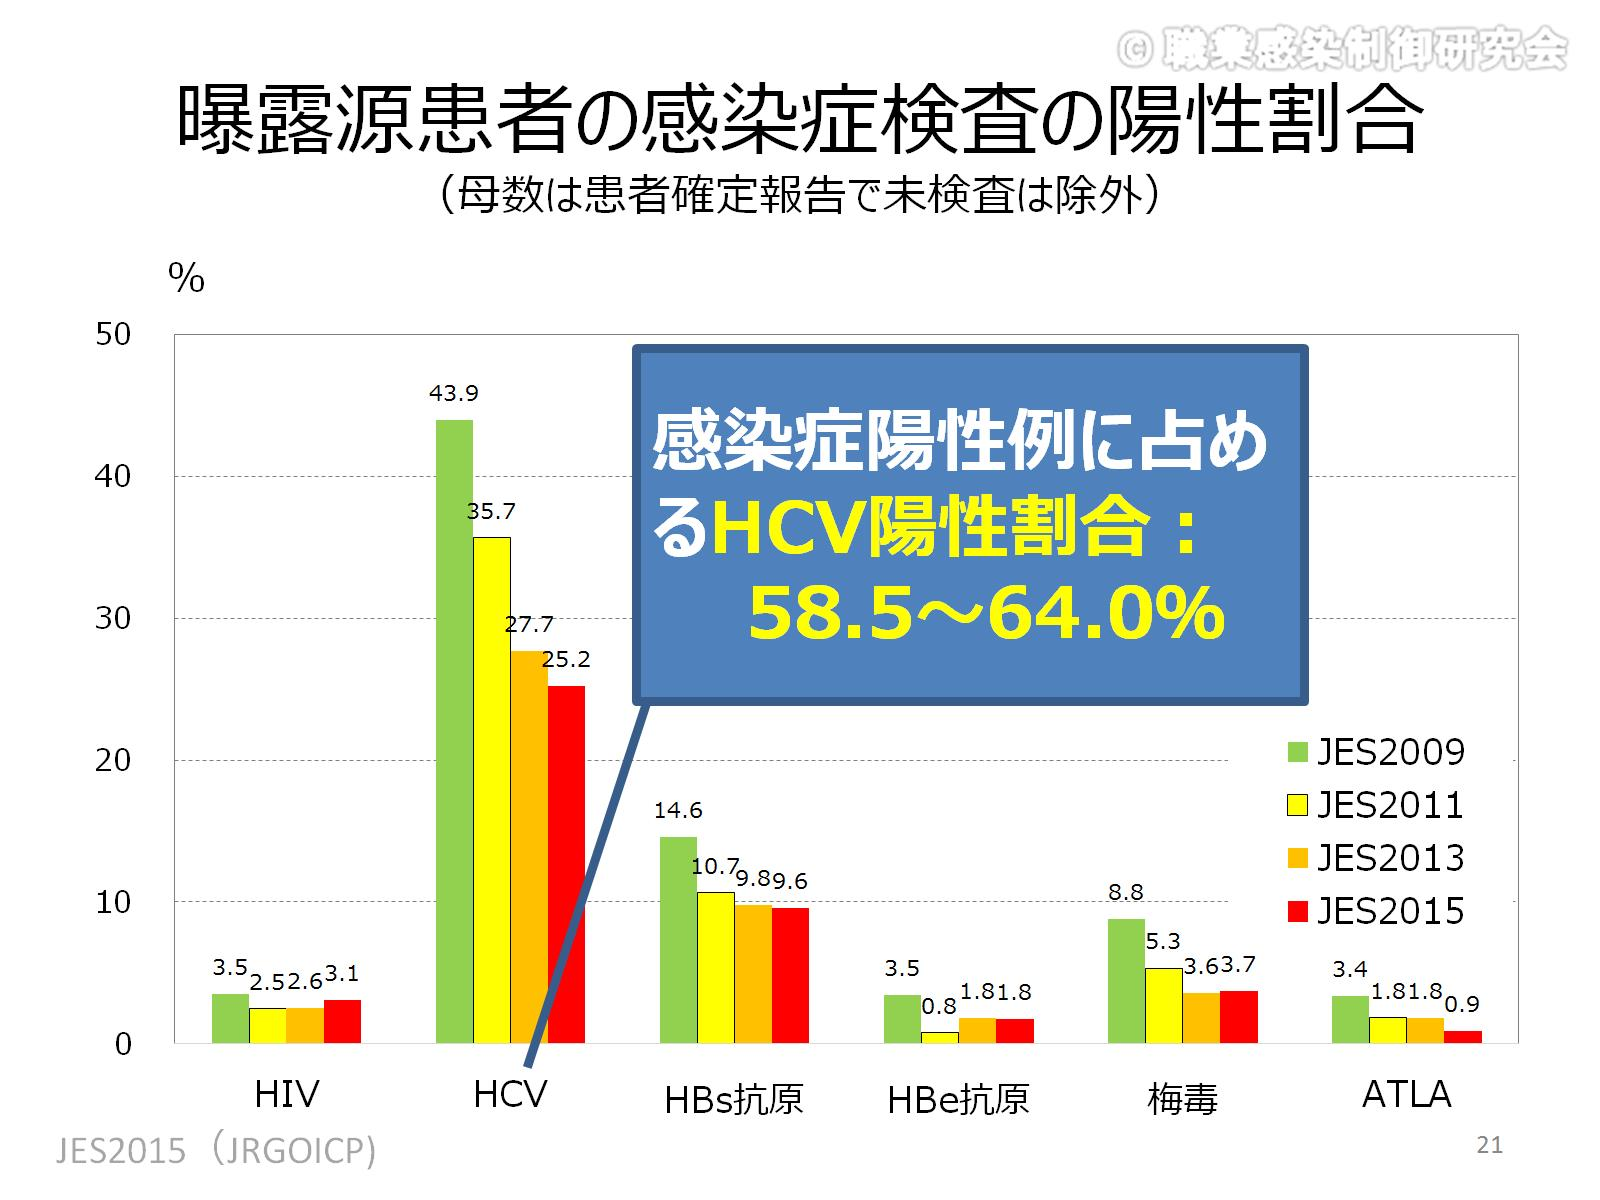 © 職業感染制御研究会
曝露源患者の感染症検査の陽性割合
（母数は患者確定報告で未検査は除外）
%
50
40
30
20
10
0
43.9
35.7
27.7
25.2
感染症陽性例に占め
るHCV陽性割合：
58.5～64.0%
14.6
10.7
9.8
9.6
3.5
2.5
2.6
3.1
3.5
0.8
1.8
1.8
8.8
5.3
3.6
3.7
3.4
1.8
1.8
0.9
JES2009
JES2011
JES2013
JES2015
HIV
HCV
HBs抗原
HBe抗原
梅毒
ATLA
JES2015（JRGOICP)
21